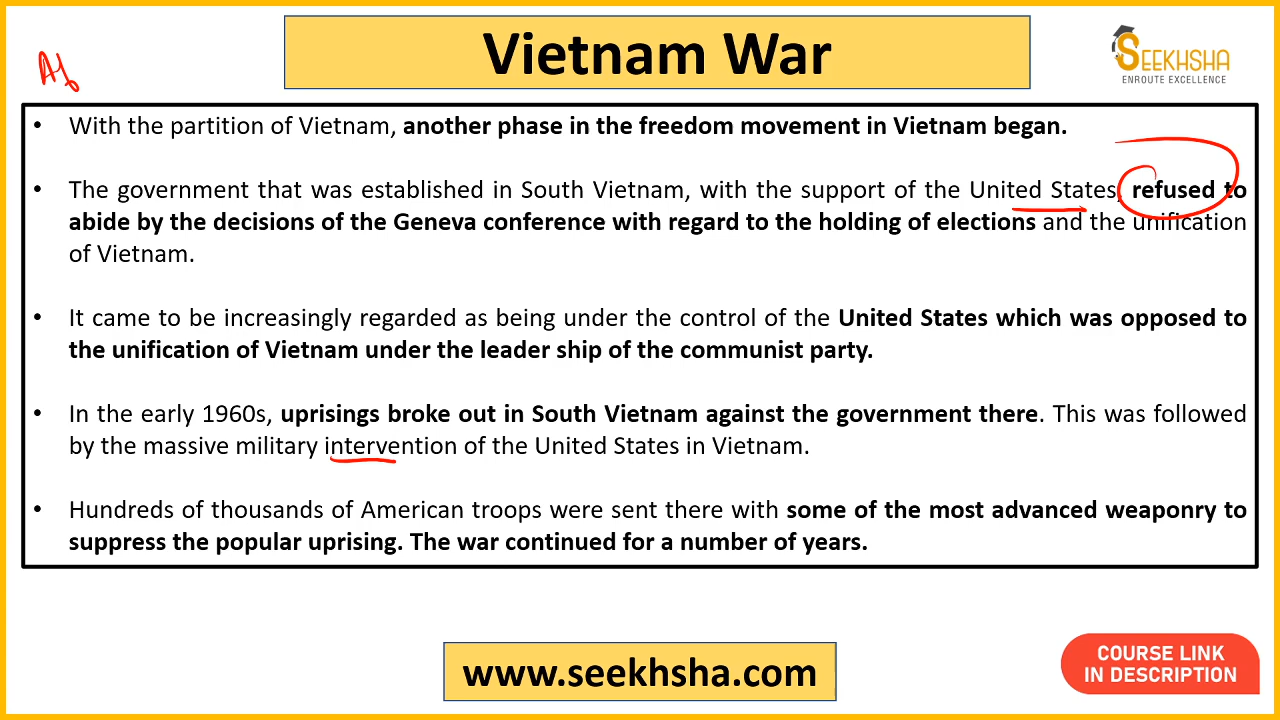 Vietnam War
SEEKHSHA
ENROUTE EXCELLENCE
• With the partition of Vietnam, another phase in the freedom movement in Vietnam began.
• The government that was established in South Vietnam, with the support of the United States, refused to
abide by the decisions of the Geneva conference with regard to the holding of elections and the unification
of Vietnam.
• It came to be increasingly regarded as being under the control of the United States which was opposed to
the unification of Vietnam under the leader ship of the communist party.
• In the early 1960s, uprisings broke out in South Vietnam against the government there. This was followed
by the massive military intervention of the United States in Vietnam.
• Hundreds of thousands of American troops were sent there with some of the most advanced weaponry to
suppress the popular uprising. The war continued for a number of years.
www.seekhsha.com
COURSE LINK
IN DESCRIPTION